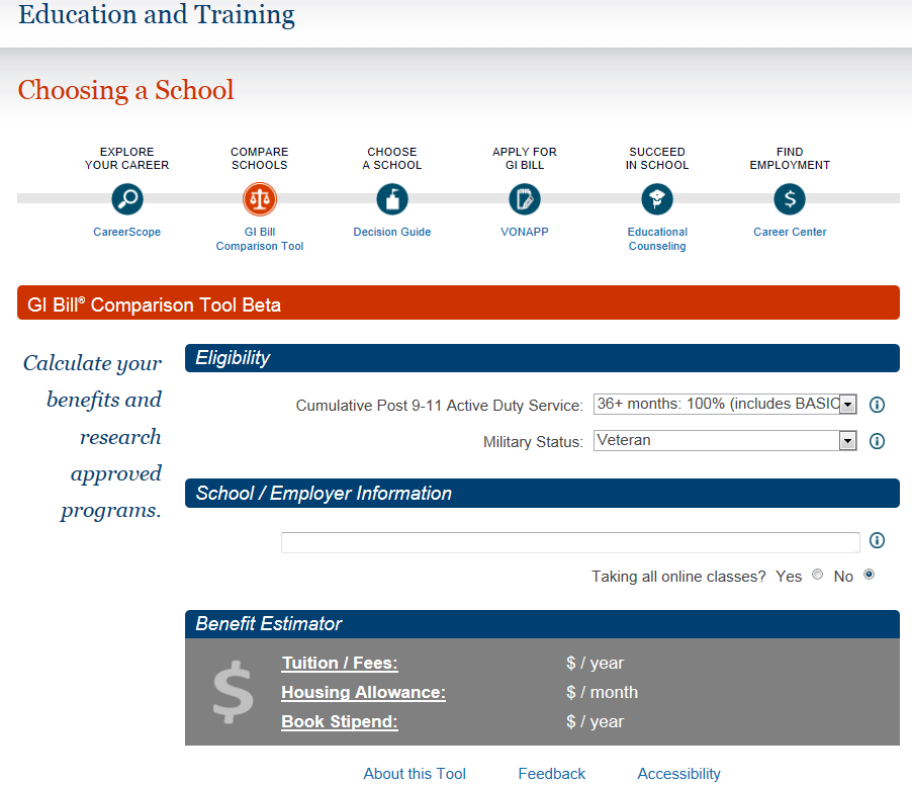 Education and Training
Choosing a School
EXPLORE
YOUR CAREER
COMPARE
SCHOOLS
CHOOSE
A SCHOOL
APPLY FOR
GI BILL
SUCCEED
IN SCHOOL
FIND
EMPLOYMENT
CareerScope
GI Bill
Comparison Tool
Decision Guide
VONAPP
Educational
Counseling
Career Center
GI Bill® Comparison Tool Beta
Calculate your
benefits and
research
approved
programs.
Eligibility
Cumulative Post 9-11 Active Duty Service: 36+ months: 100% (includes BASIC
Military Status: Veteran
School / Employer Information
Taking all online classes? Yes No
Benefit Estimator
$
Tuition / Fees: $ / year
Housing Allowance: $ / month
Book Stipend: $ / year
About this Tool Feedback Accessibility